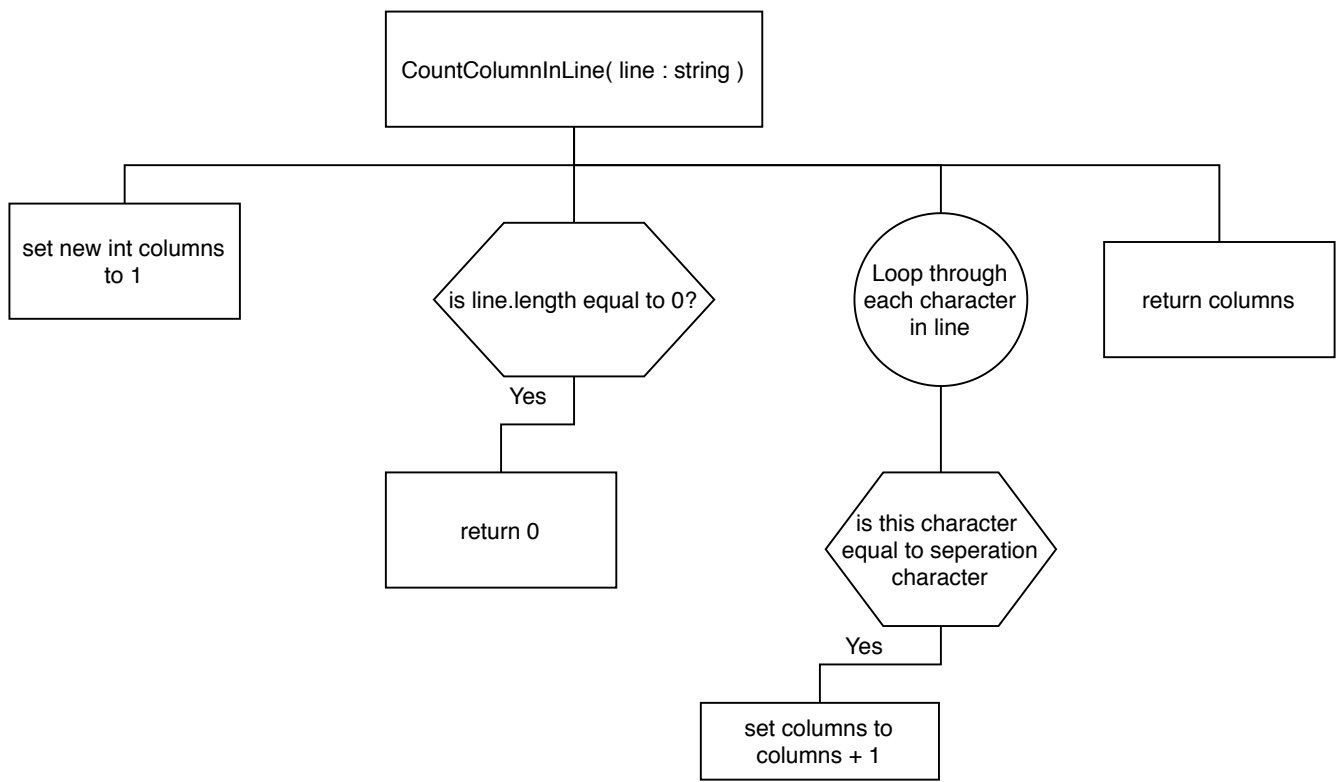 CountColumnInLine( line : string )
set new int columns
to 1
is line.length equal to 0?
Yes
return 0
Loop through
each character
in line
is this character
equal to seperation
character
Yes
set columns to
columns + 1
return columns